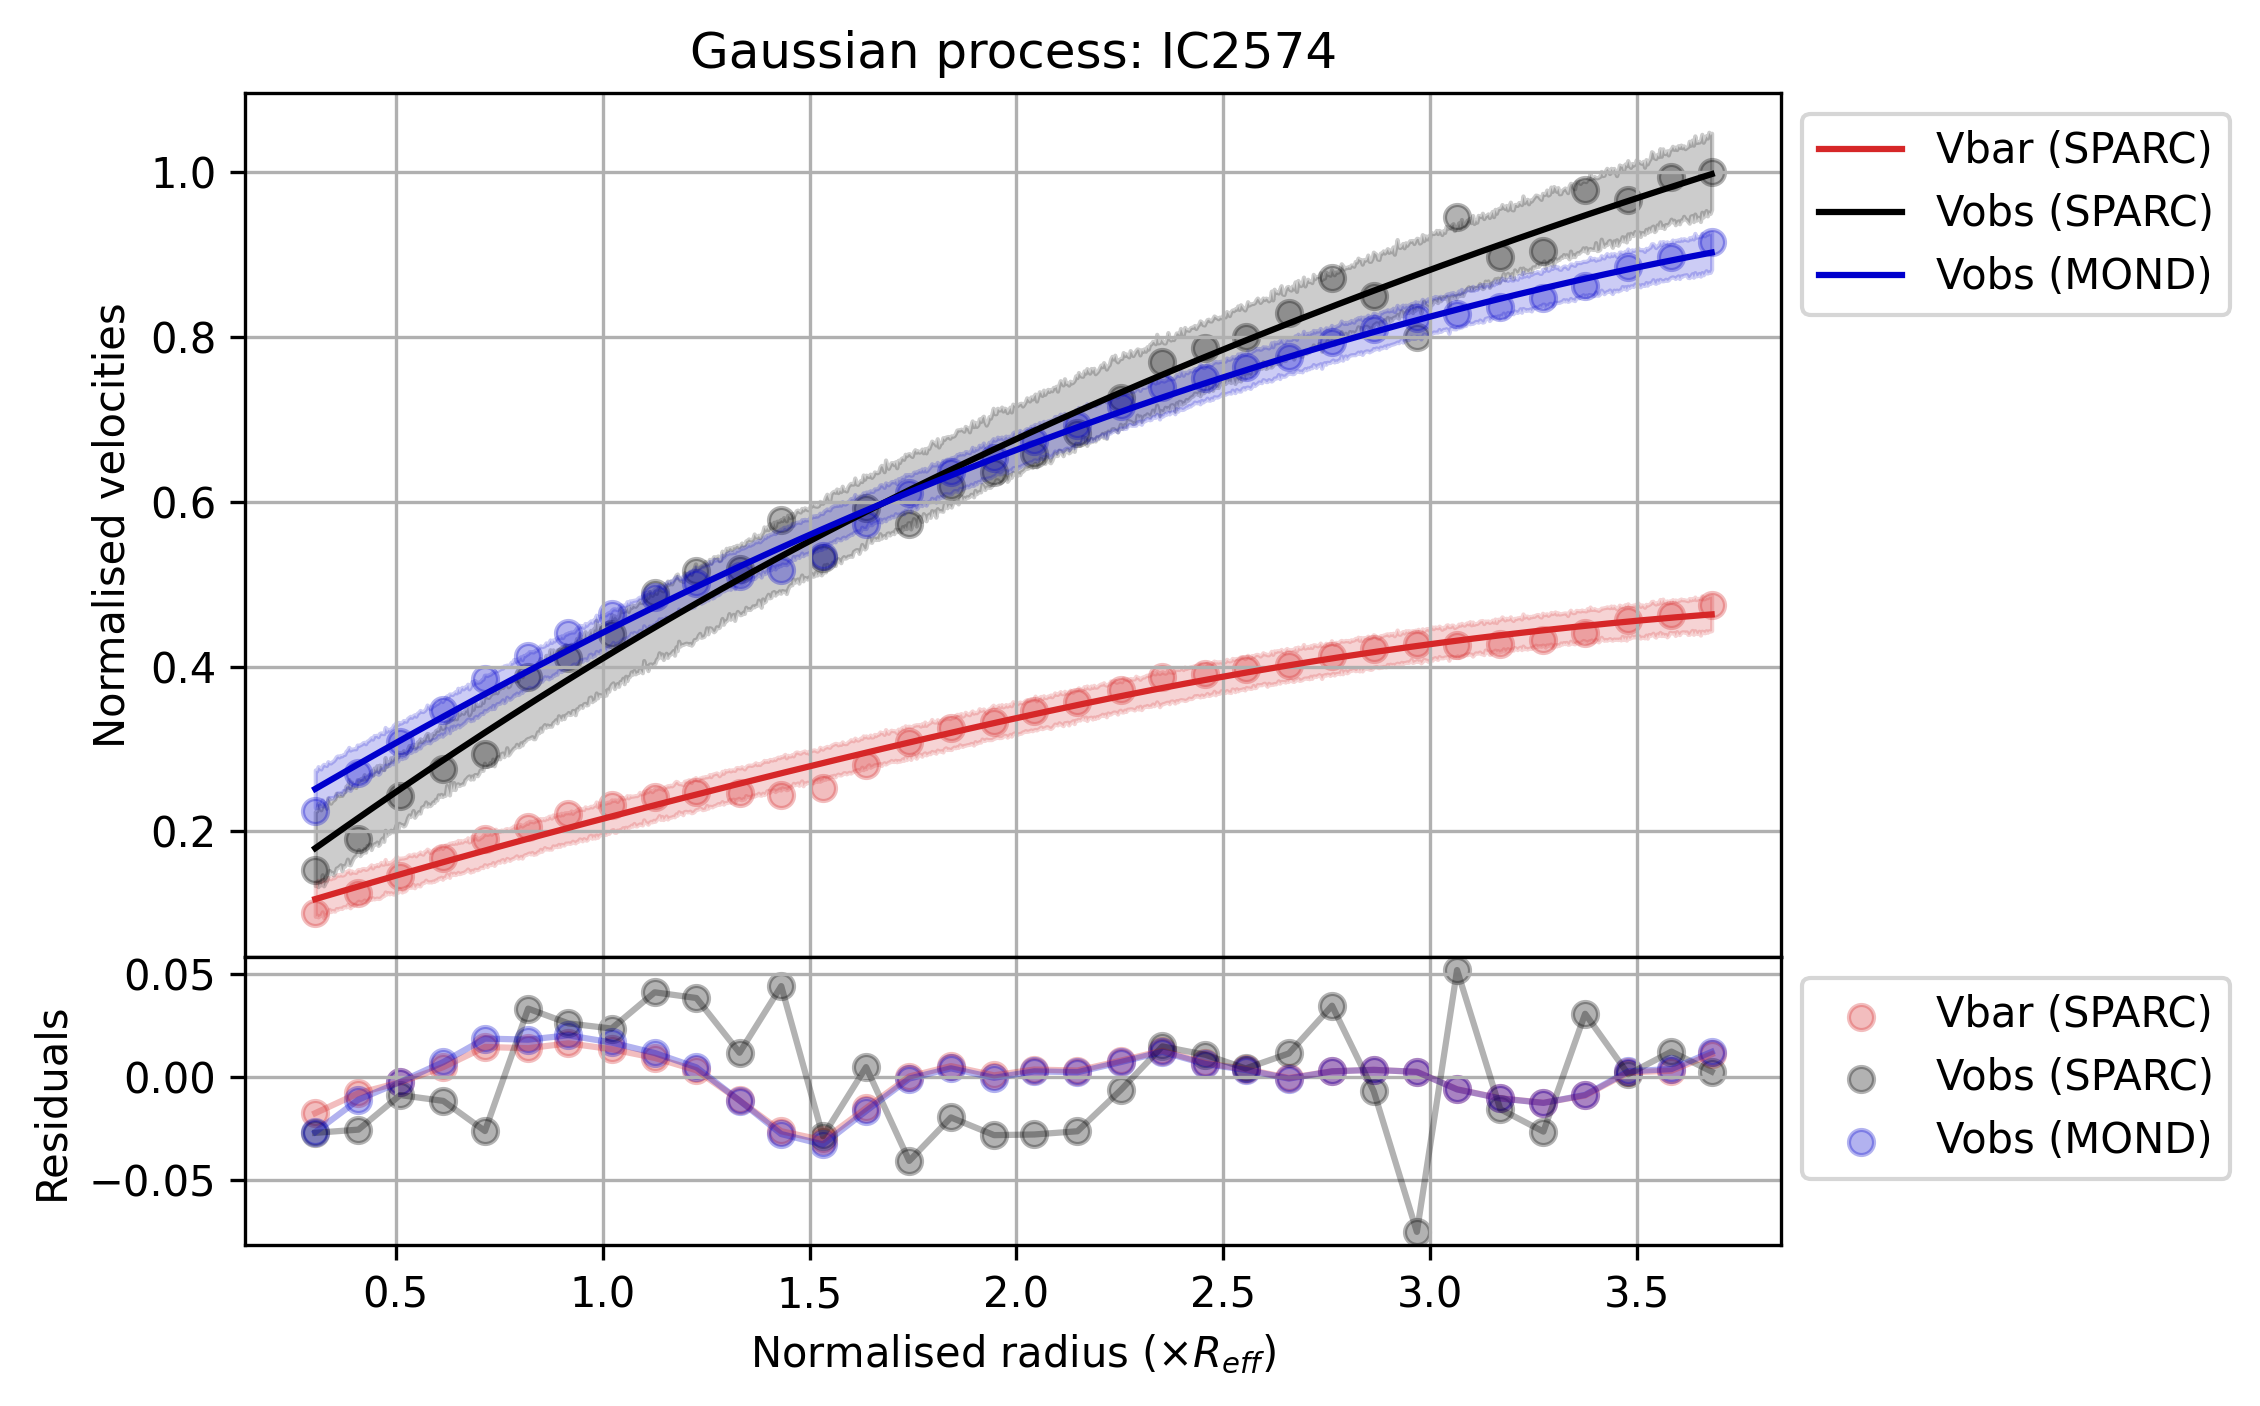 Gaussian process: IC2574
Normalised velocities
1.0
0.8
0.6
0.4
0.2
Vbar (SPARC)
Vobs (SPARC)
Vobs (MOND)
Residuals
0.05
0.00
−0.05
Vbar (SPARC)
Vobs (SPARC)
Vobs (MOND)
0.5 1.0 1.5 2.0 2.5 3.0 3.5
Normalised radius (×R_eff)